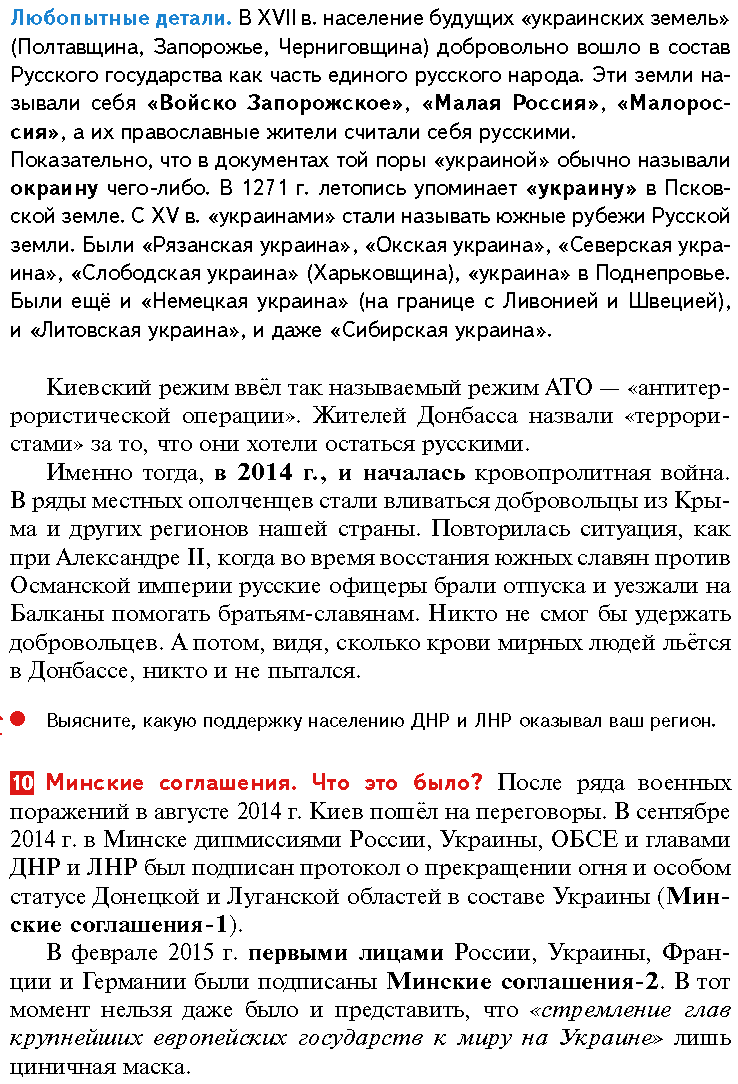 Любопытные детали. В XVII в. население будущих «украинских земель»
(Полтавщина, Запорожье, Черниговщина) добровольно вошло в состав
Русского государства как часть единого русского народа. Эти земли на-
зывали себя «Войско Запорожское», «Малая Россия», «Малорос-
сия», а их православные жители считали себя русскими.
Показательно, что в документах той поры «украиной» обычно называли
окраину чего-либо. В 1271 г. летопись упоминает «украину» в Псков-
ской земле. С XV в. «украинами» стали называть южные рубежи Русской
земли. Были «Рязанская украина», «Окская украина», «Северская укра-
ина», «Слободская украина» (Харьковщина), «украина» в Поднепровье.
Были ещё и «Немецкая украина» (на границе с Ливонией и Швецией),
и «Литовская украина», и даже «Сибирская украина».
Киевский режим ввёл так называемый режим АТО — «антитер-
рористической операции». Жителей Донбасса назвали «террори-
стами» за то, что они хотели остаться русскими.
Именно тогда, в 2014 г., и началась кровопролитная война.
В ряды местных ополченцев стали вливаться добровольцы из Кры-
ма и других регионов нашей страны. Повторилась ситуация, как
при Александре II, когда во время восстания южных славян против
Османской империи русские офицеры брали отпуска и уезжали на
Балканы помогать братьям-славянам. Никто не смог бы удержать
добровольцев. А потом, видя, сколько крови мирных людей льётся
в Донбассе, никто и не пытался.
Выясните, какую поддержку населению ДНР и ЛНР оказывал ваш регион.
10 Минские соглашения. Что это было? После ряда военных
поражений в августе 2014 г. Киев пошёл на переговоры. В сентябре
2014 г. в Минске дипмиссиями России, Украины, ОБСЕ и главами
ДНР и ЛНР был подписан протокол о прекращении огня и особом
статусе Донецкой и Луганской областей в составе Украины (Мин-
ские соглашения-1).
В феврале 2015 г. первыми лицами России, Украины, Фран-
ции и Германии были подписаны Минские соглашения-2. В тот
момент нельзя даже было и представить, что «стремление глав
крупнейших европейских государств к миру на Украине» лишь
циничная маска.